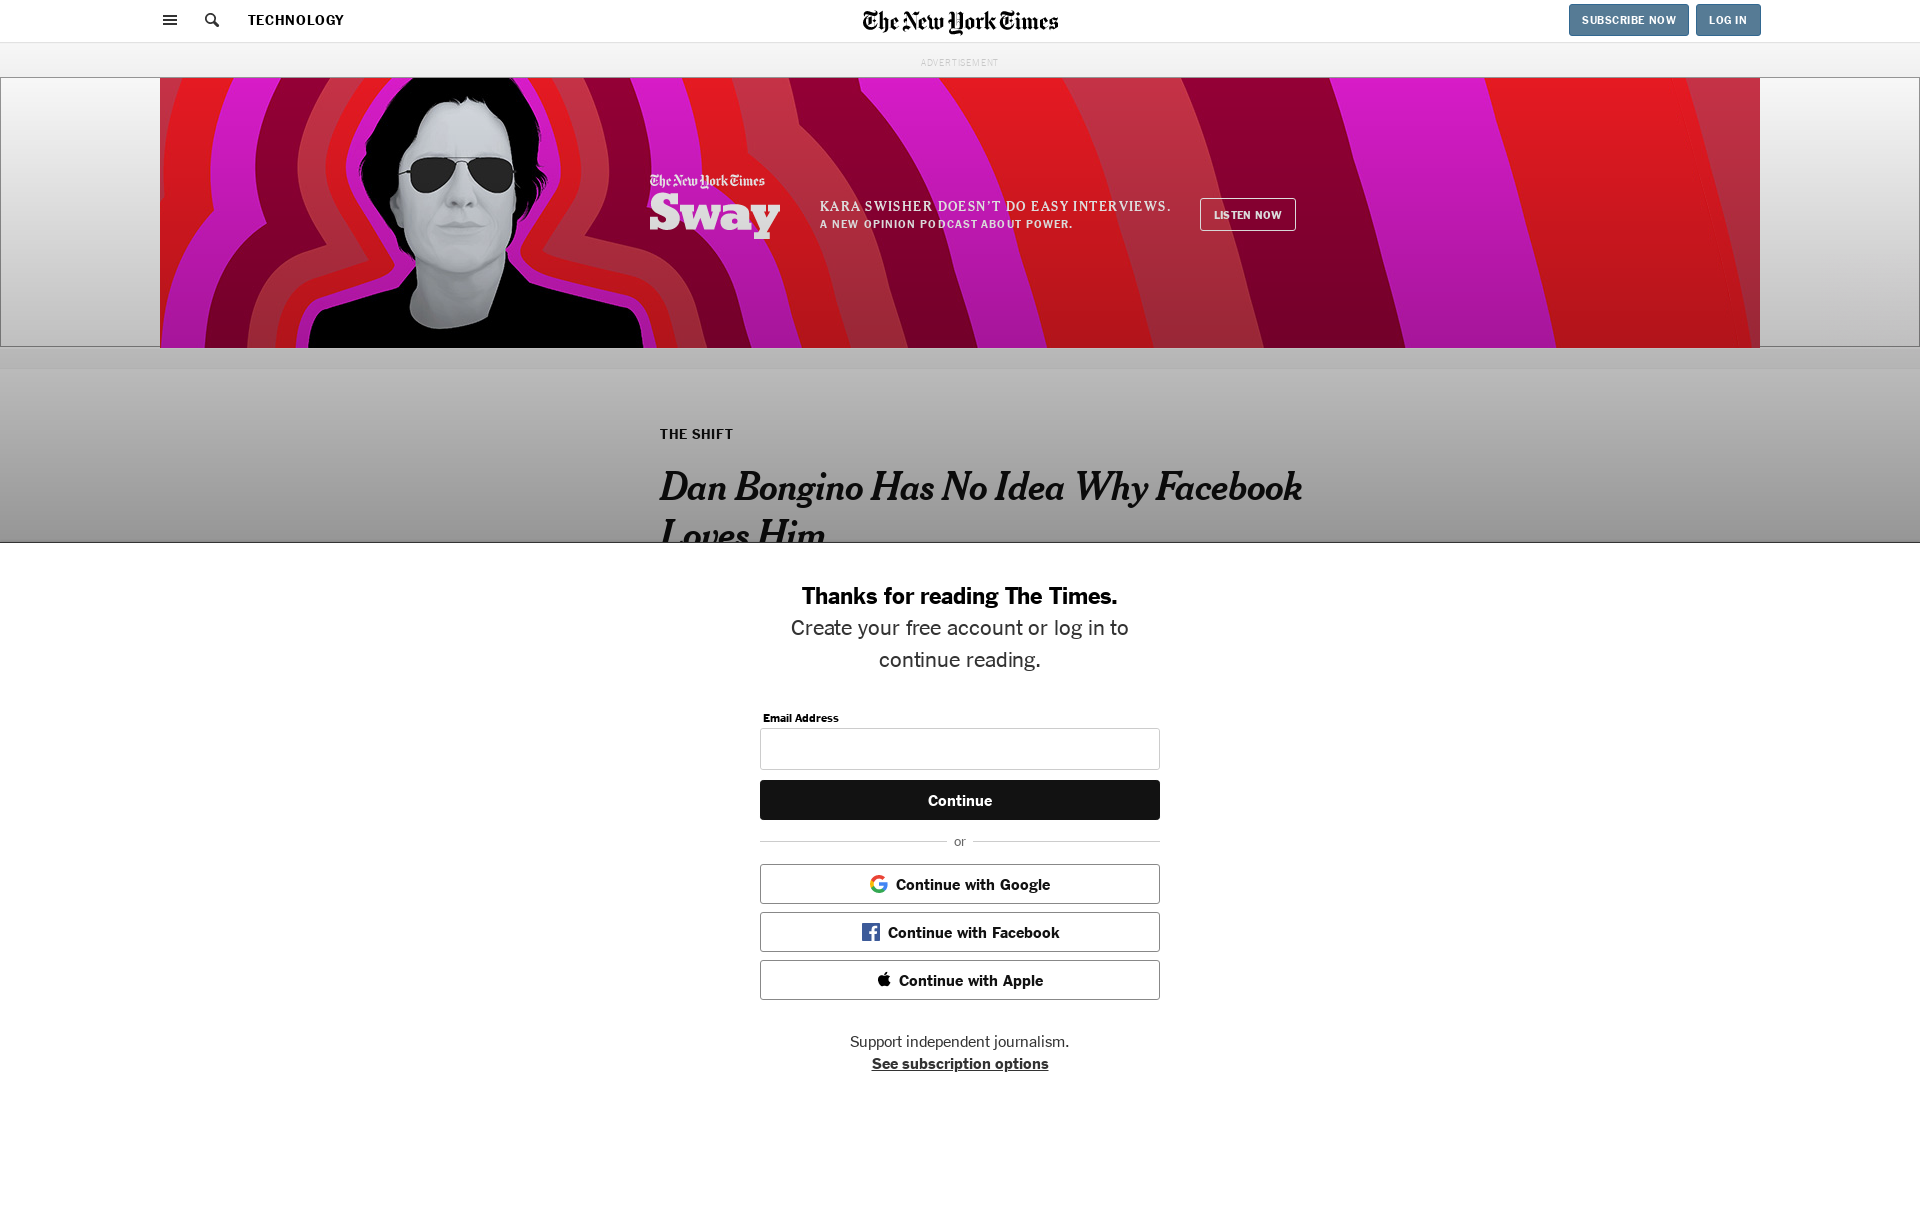 TECHNOLOGY
The New York Times
SUBSCRIBE NOW
LOG IN
ADVERTISEMENT
The New York Times
Sway
KARA SWISHER DOESN'T DO EASY INTERVIEWS.
A NEW OPINION PODCAST ABOUT POWER.
LISTEN NOW
THE SHIFT
Dan Bongino Has No Idea Why Facebook
Loves Him
Thanks for reading The Times.
Create your free account or log in to
continue reading.
Email Address
Continue
or
Continue with Google
Continue with Facebook
Continue with Apple
Support independent journalism.
See subscription options